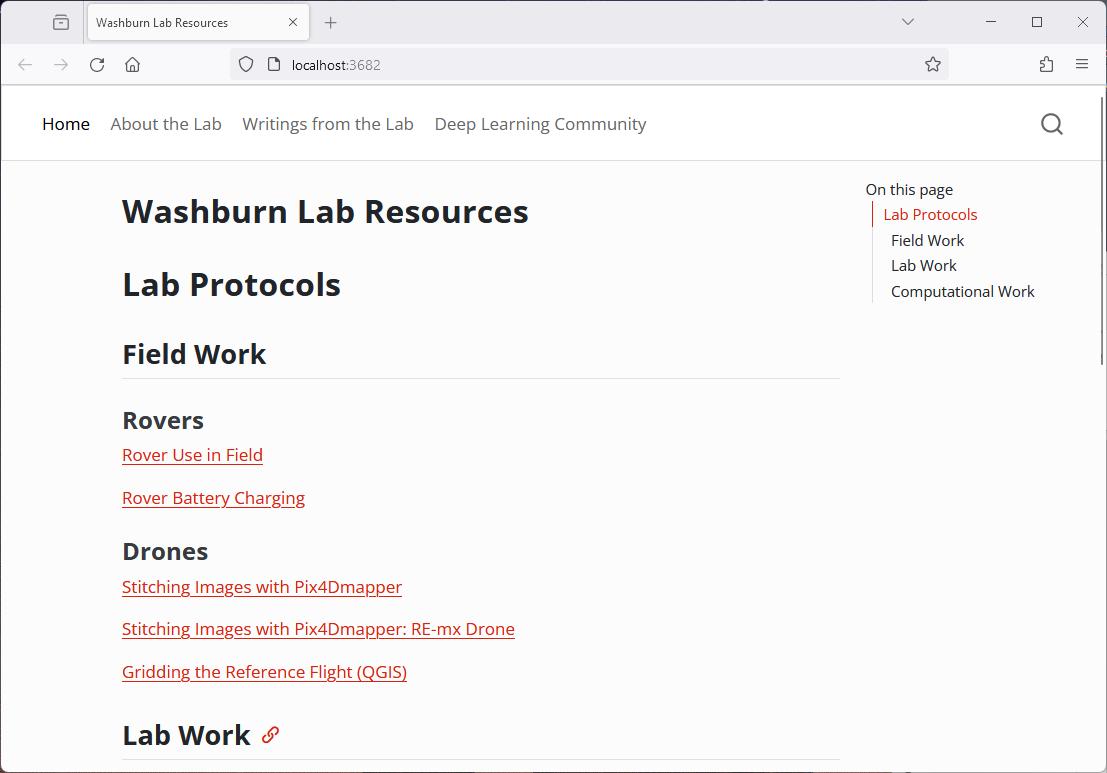 Washburn Lab Resources
localhost:3682
Home About the Lab Writings from the Lab Deep Learning Community
Washburn Lab Resources
Lab Protocols
Field Work
Rovers
Rover Use in Field
Rover Battery Charging
Drones
Stitching Images with Pix4Dmapper
Stitching Images with Pix4Dmapper: RE-mx Drone
Gridding the Reference Flight (QGIS)
Lab Work
On this page
Lab Protocols
Field Work
Lab Work
Computational Work